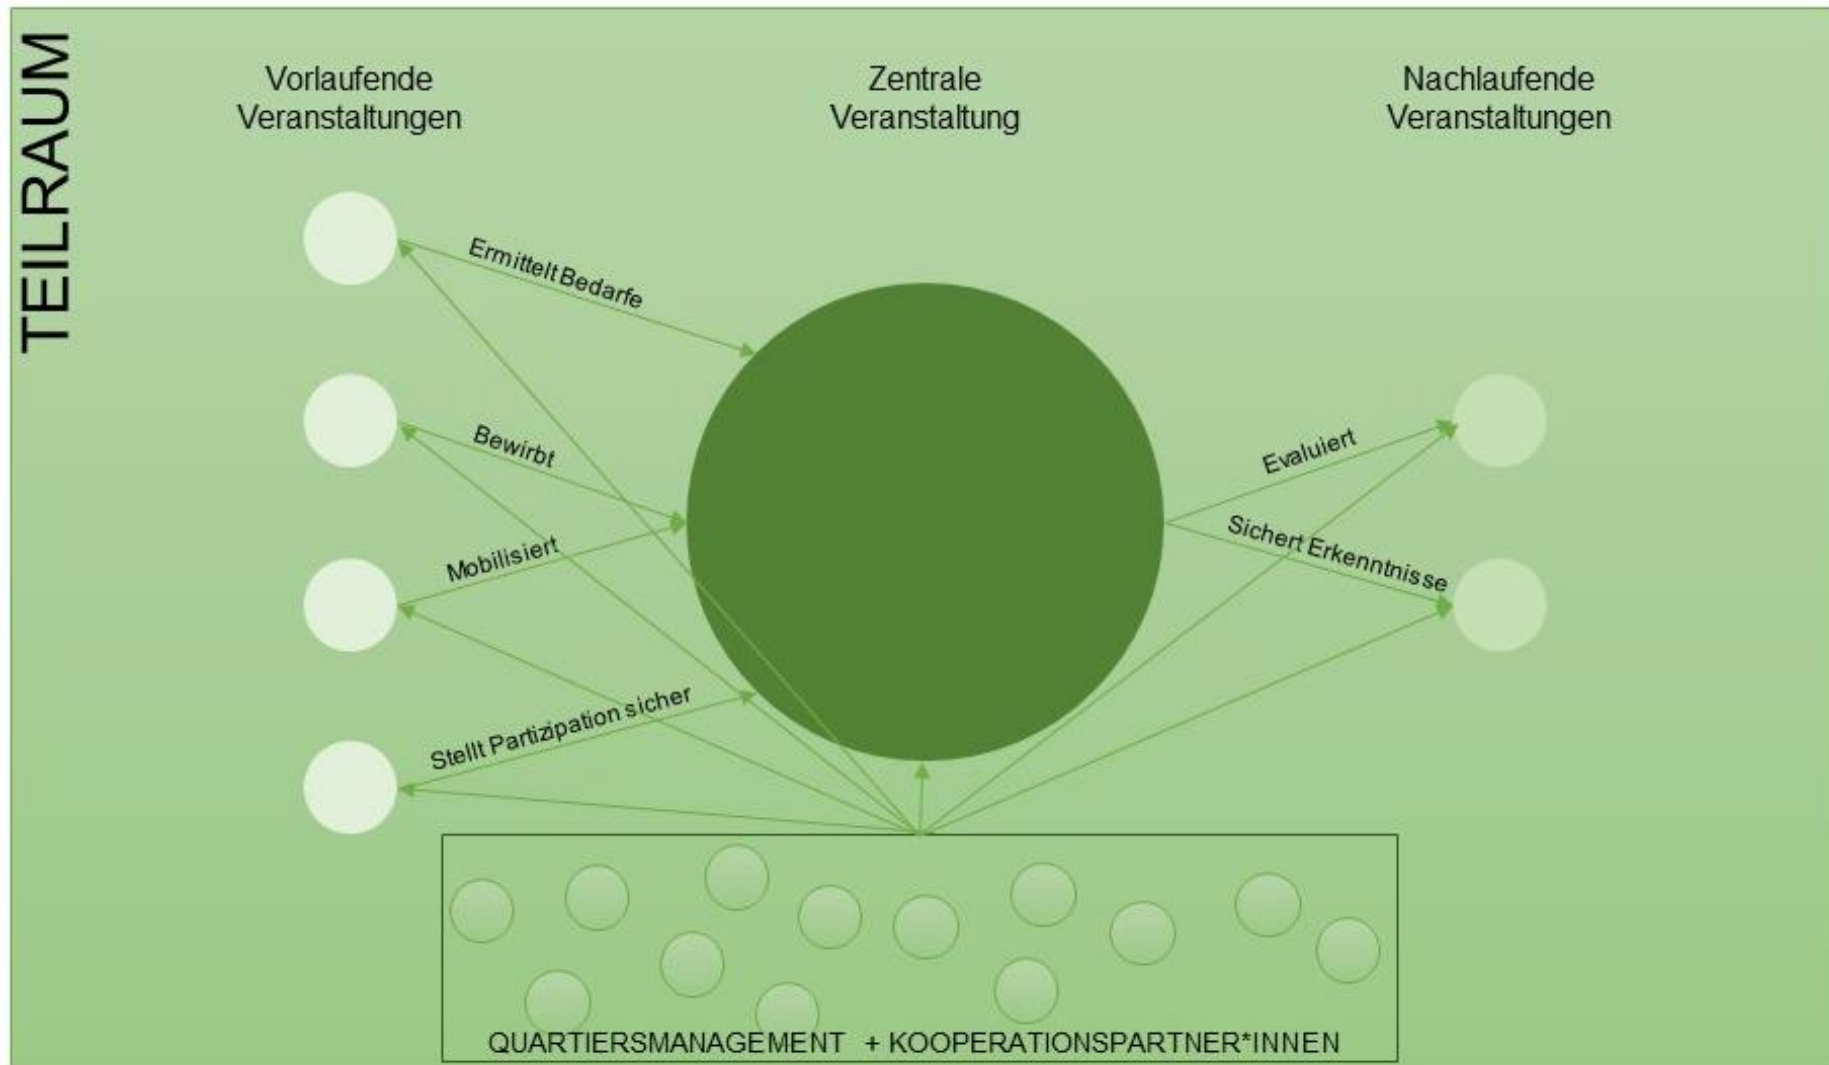 TEILRAUM
Vorlaufende
Veranstaltungen
Zentrale
Veranstaltung
Nachlaufende
Veranstaltungen
Ermittelt Bedarfe
Bewirbt
Mobilisiert
Stellt Partizipation sicher
Evaluiert
Sichert Erkenntnisse
QUARTIERSMANAGEMENT + KOOPERATIONSPARTNER*INNEN